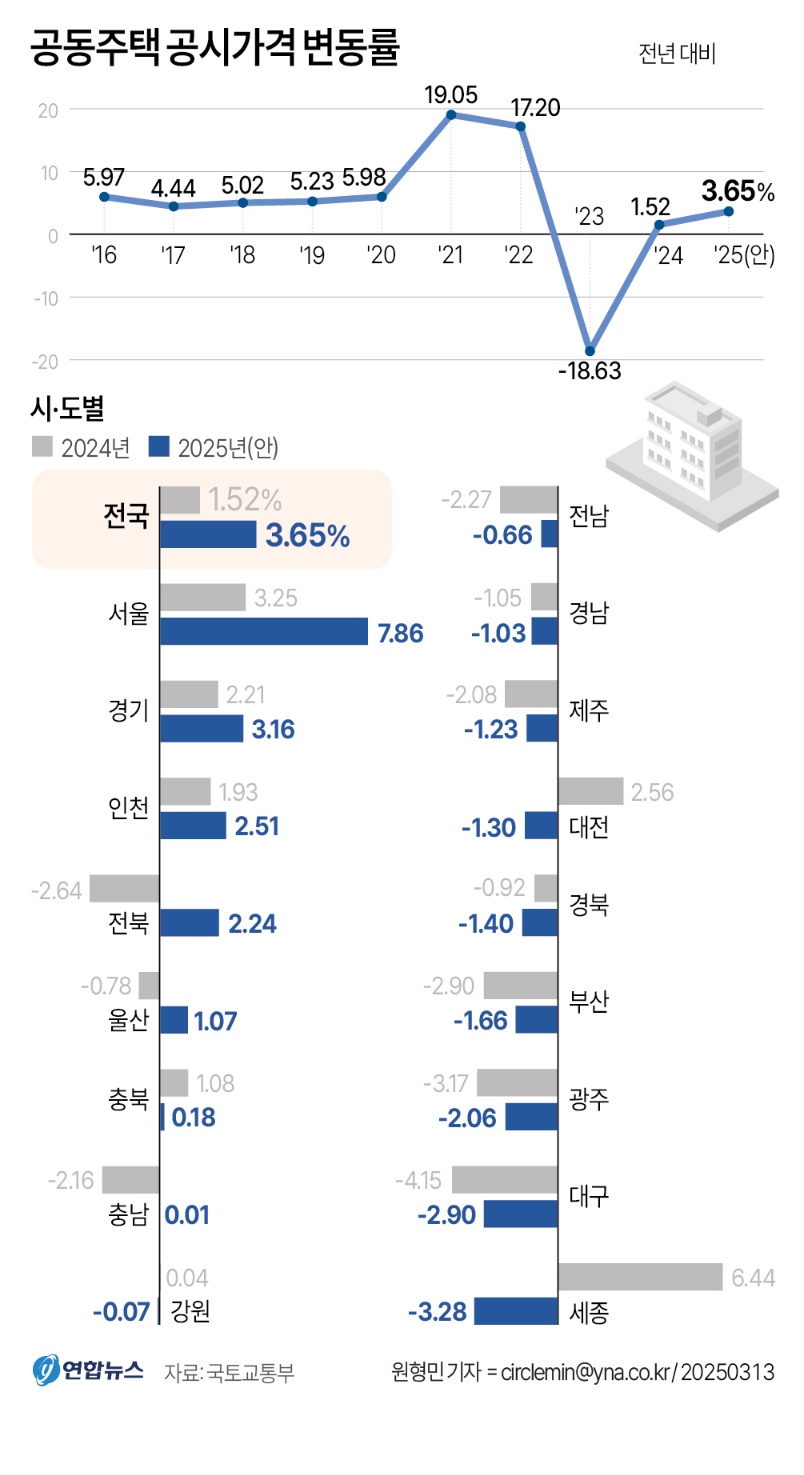 공동주택 공시가격 변동률
전년 대비
20
10
0
-10
-20
5.97
4.44
5.02
5.23
5.98
19.05
17.20
-18.63
1.52
3.65%
'16
'17
'18
'19
'20
'21
'22
'23
'24
'25(안)
시·도별
2024년
2025년(안)
전국
1.52%
3.65%
서울
3.25
7.86
경기
2.21
3.16
인천
1.93
2.51
-2.64
전북
2.24
-0.78
울산
1.07
충북
1.08
0.18
-2.16
충남
0.01
0.04
-0.07
강원
-2.27
-0.66
전남
-1.05
-1.03
경남
-2.08
-1.23
제주
2.56
-1.30
대전
-0.92
-1.40
경북
-2.90
-1.66
부산
-3.17
-2.06
광주
-4.15
-2.90
대구
6.44
-3.28
세종
연합뉴스
자료: 국토교통부
원형민 기자 = circlemin@yna.co.kr / 20250313